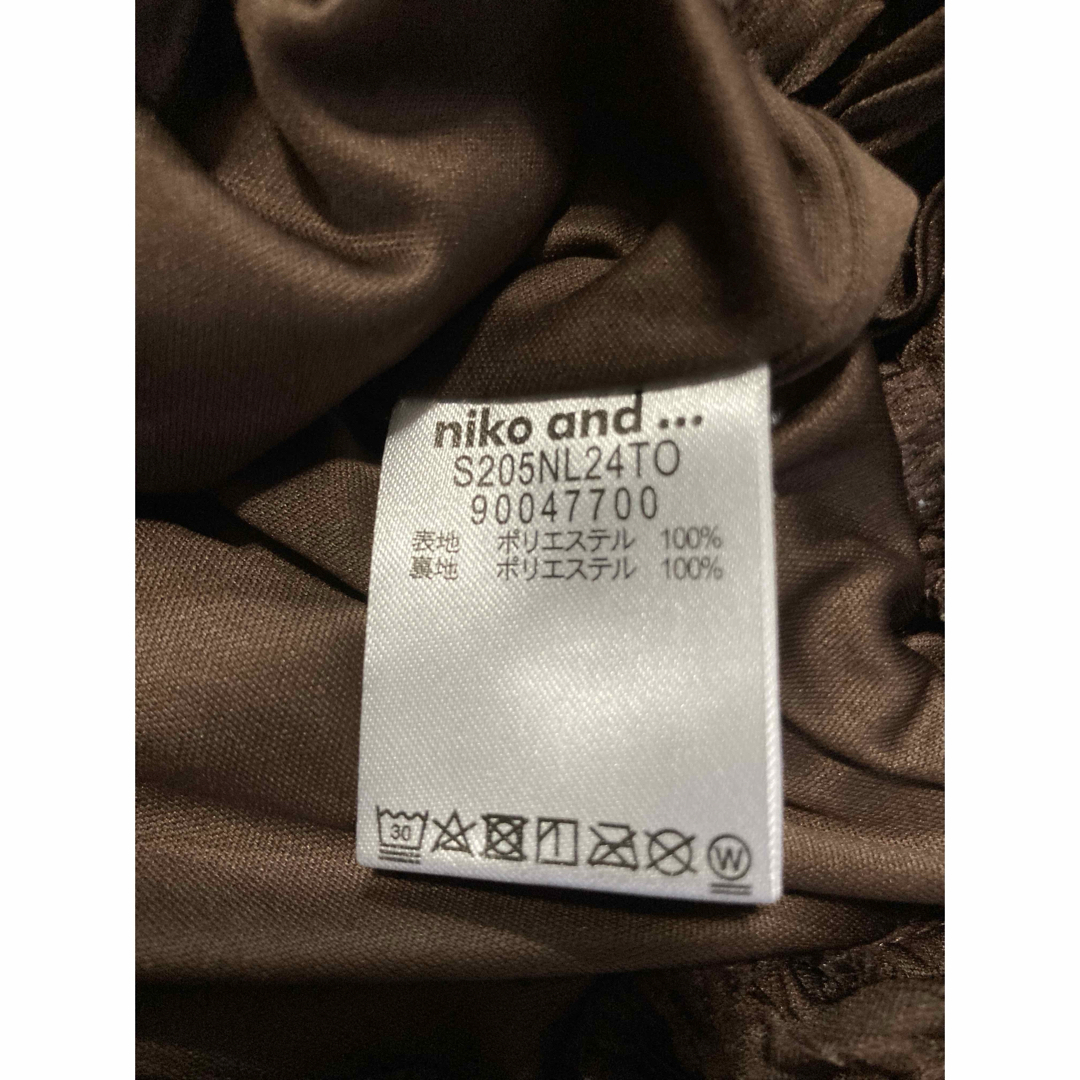 niko and ...
S205NL24TO
90047700
表地 ポリエステル 100%
裏地 ポリエステル 100%
30
W